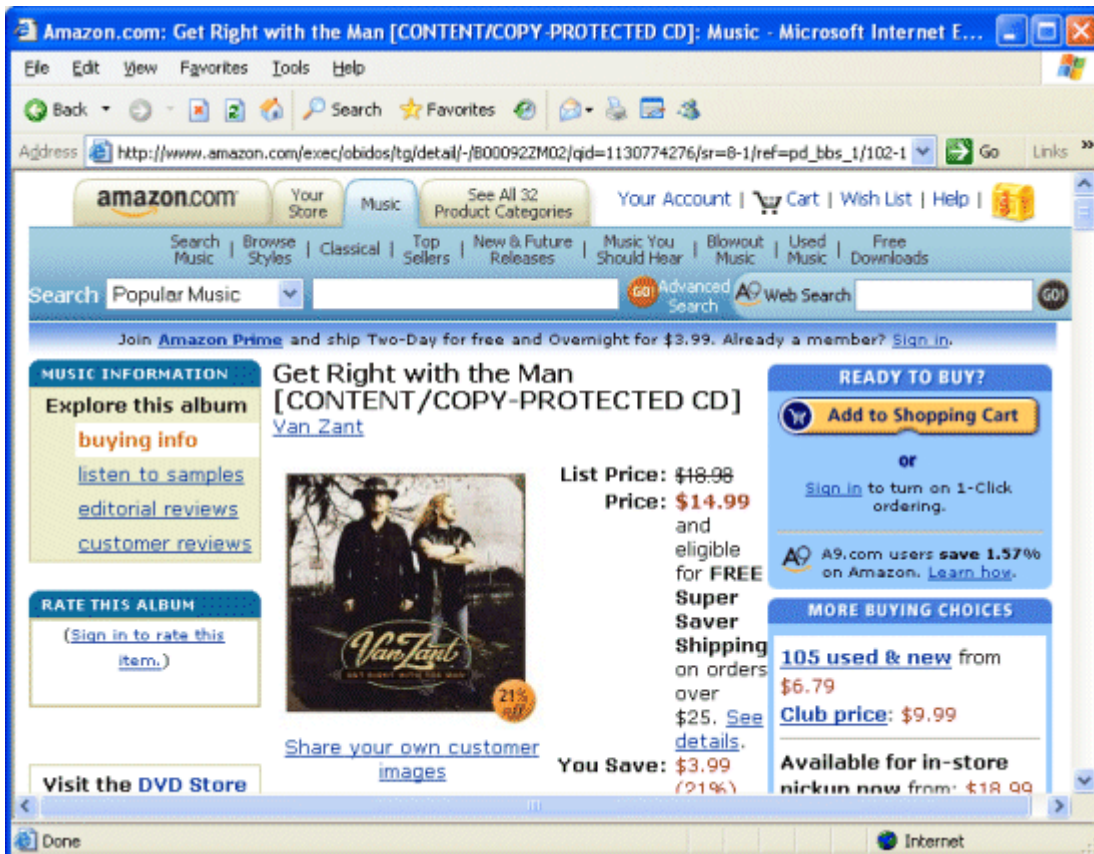 Amazon.com: Get Right with the Man [CONTENT/COPY-PROTECTED CD]: Music - Microsoft Internet E...
File Edit View Favorites Tools Help
Back Search Favorites
Address http://www.amazon.com/exec/obidos/tg/detail/-/B00092ZM02/qid=1130774276/sr=8-1/ref=pd_bbs_1/102-1 Go Links »
amazon.com
Your Store
Music
See All 32 Product Categories
Your Account | Cart | Wish List | Help |
Search Music | Browse Styles | Classical | Top Sellers | New & Future Releases | Music You Should Hear | Blowout Music | Used Music | Free Downloads
Search Popular Music GO! Advanced Search A9 Web Search GO!
Join Amazon Prime and ship Two-Day for free and Overnight for $3.99. Already a member? Sign in.
MUSIC INFORMATION
Explore this album
buying info
listen to samples
editorial reviews
customer reviews
RATE THIS ALBUM
(Sign in to rate this
item.)
Visit the DVD Store
Get Right with the Man
[CONTENT/COPY-PROTECTED CD]
Van Zant
Van Zant
GET RIGHT WITH THE MAN
21%
off
Share your own customer
images
List Price: $18.98
Price: $14.99
and
eligible
for FREE
Super
Saver
Shipping
on orders
over
$25. See
details.
You Save: $3.99
(21%)
READY TO BUY?
Add to Shopping Cart
or
Sign in to turn on 1-Click
ordering.
A9 A9.com users save 1.57%
on Amazon. Learn how.
MORE BUYING CHOICES
105 used & new from
$6.79
Club price: $9.99
Available for in-store
pickup now from: $18.99
Done
Internet